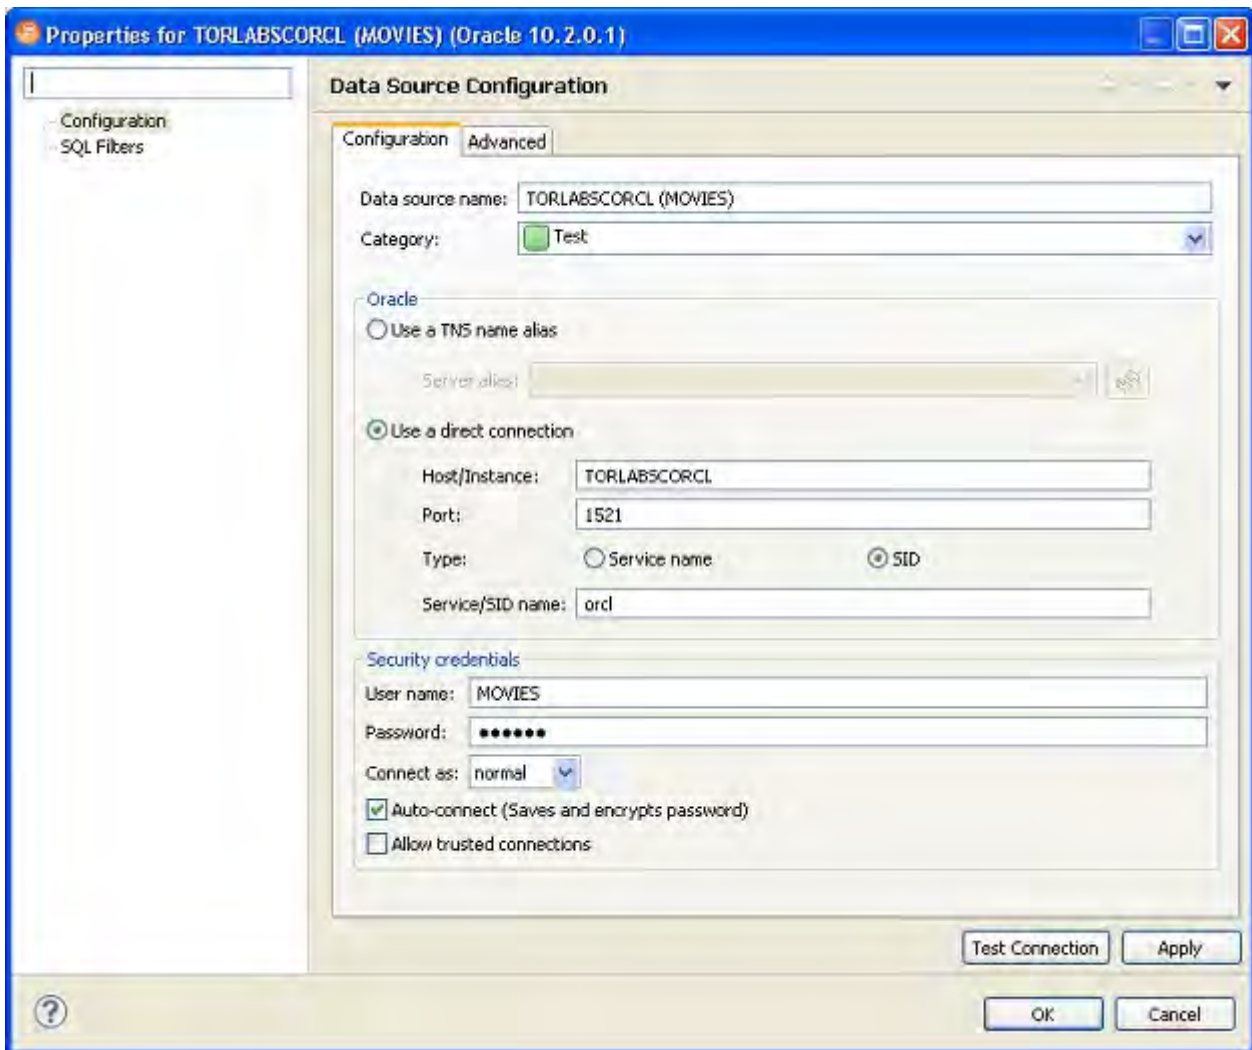 Properties for TORLABSCORCL (MOVIES) (Oracle 10.2.0.1)
Configuration
SQL Filters
Data Source Configuration
Configuration Advanced
Data source name: TORLABSCORCL (MOVIES)
Category: Test
Oracle
Use a TNS name alias
Server alias:
Use a direct connection
Host/Instance: TORLABSCORCL
Port: 1521
Type: Service name SID
Service/SID name: orcl
Security credentials
User name: MOVIES
Password: ●●●●●●
Connect as: normal
Auto-connect (Saves and encrypts password)
Allow trusted connections
Test Connection Apply
? OK Cancel